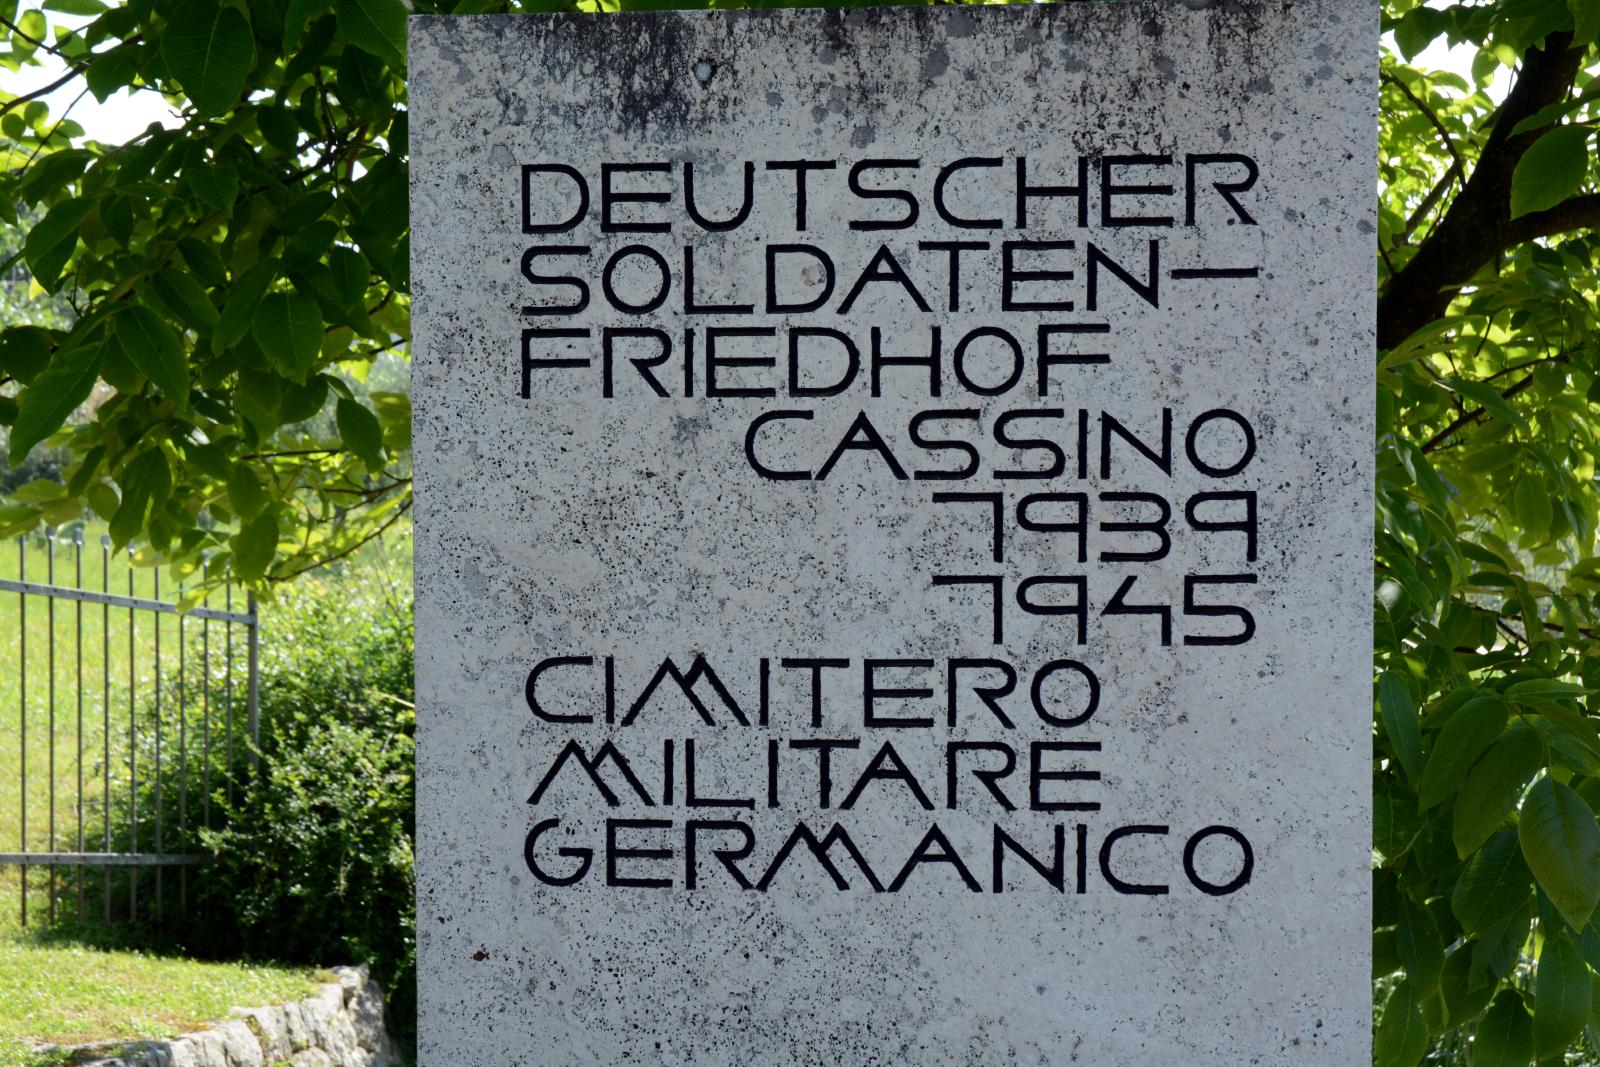 DEUTSCHER
SOLDATEN-
FRIEDHOF
CASSINO
1939
1945
CIMITERO
MILITARE
GERMANICO